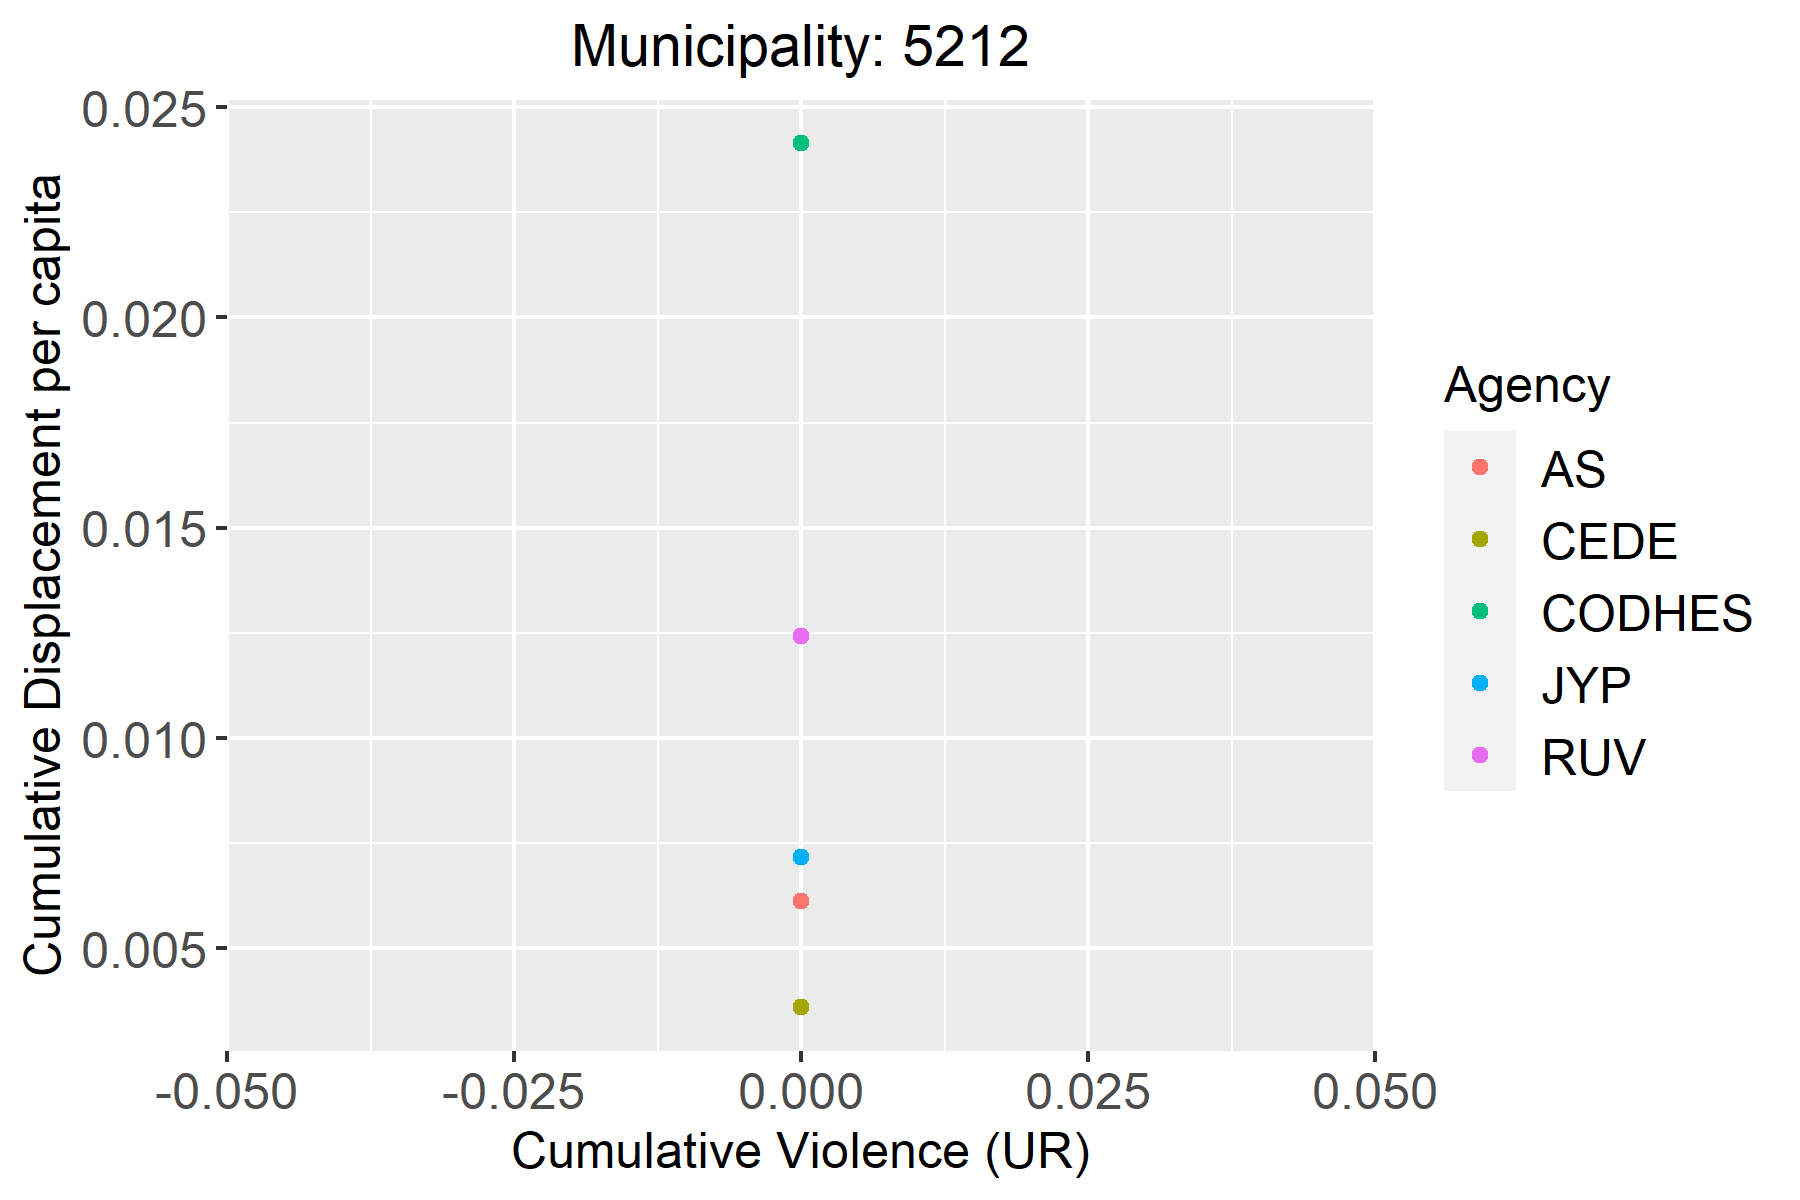 Municipality: 5212
Cumulative Displacement per capita
0.025
0.020
0.015
0.010
0.005
-0.050 -0.025 0.000 0.025 0.050
Cumulative Violence (UR)
Agency
AS
CEDE
CODHES
JYP
RUV